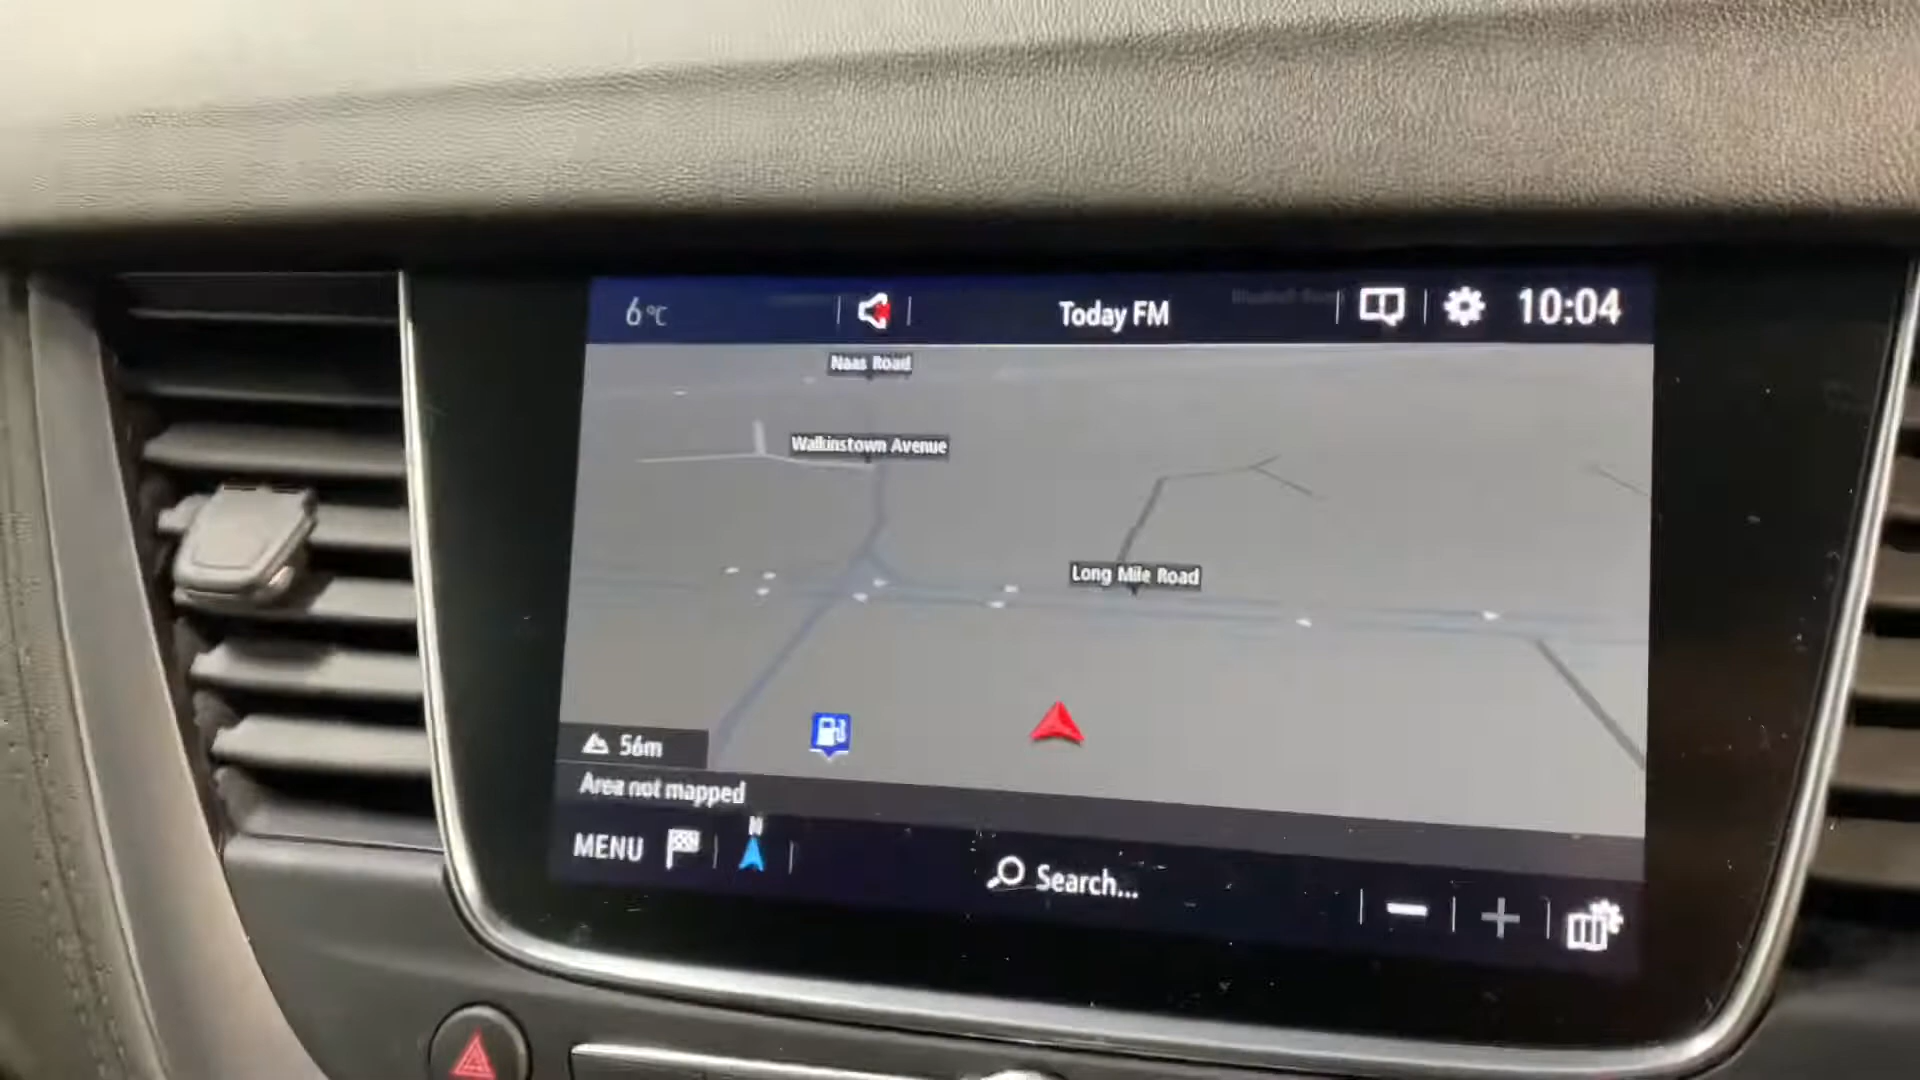 6°C
Today FM
10:04
Naas Road
Walkinstown Avenue
Long Mile Road
56m
Area not mapped
MENU
N
Search...